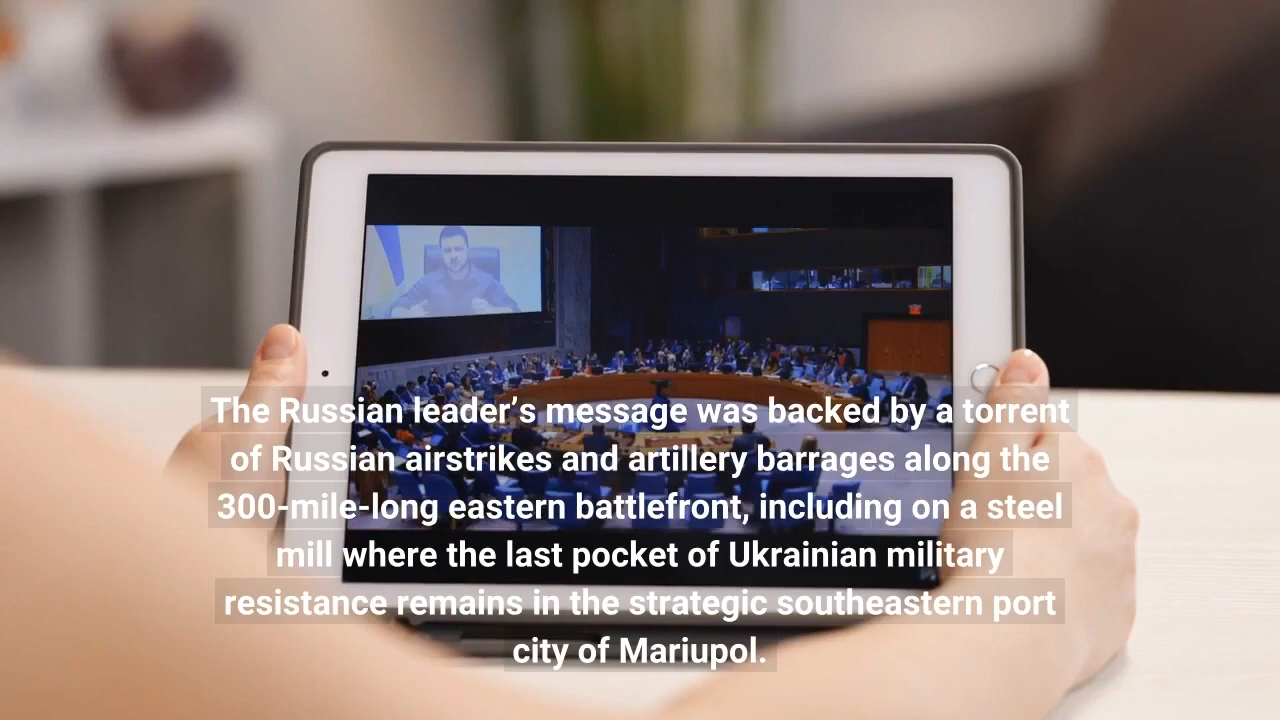 The Russian leader’s message was backed by a torrent
of Russian airstrikes and artillery barrages along the
300-mile-long eastern battlefront, including on a steel
mill where the last pocket of Ukrainian military
resistance remains in the strategic southeastern port
city of Mariupol.